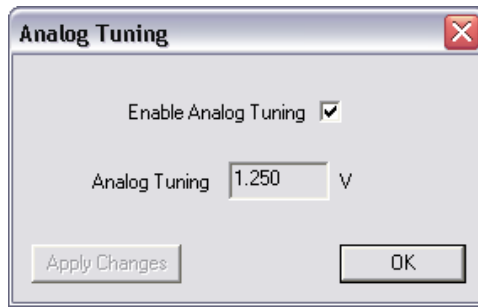 Analog Tuning
Enable Analog Tuning
Analog Tuning 1.250 V
Apply Changes OK